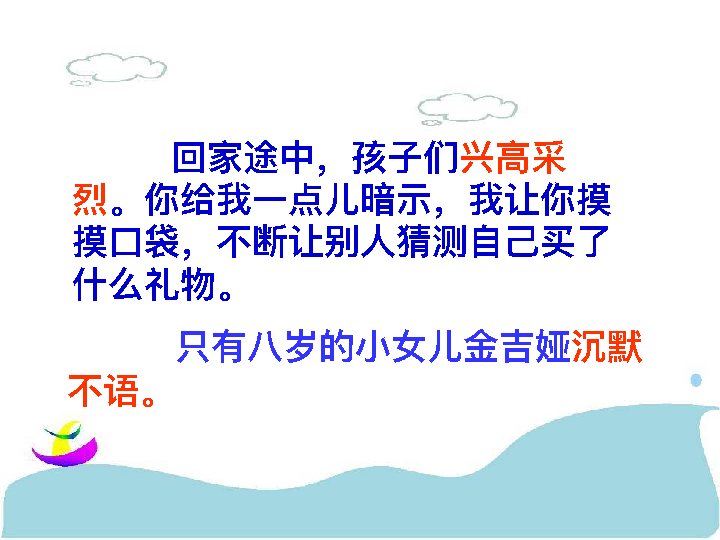 回家途中，孩子们兴高采
烈。你给我一点儿暗示，我让你摸
摸口袋，不断让别人猜测自己买了
什么礼物。
只有八岁的小女儿金吉娅沉默
不语。